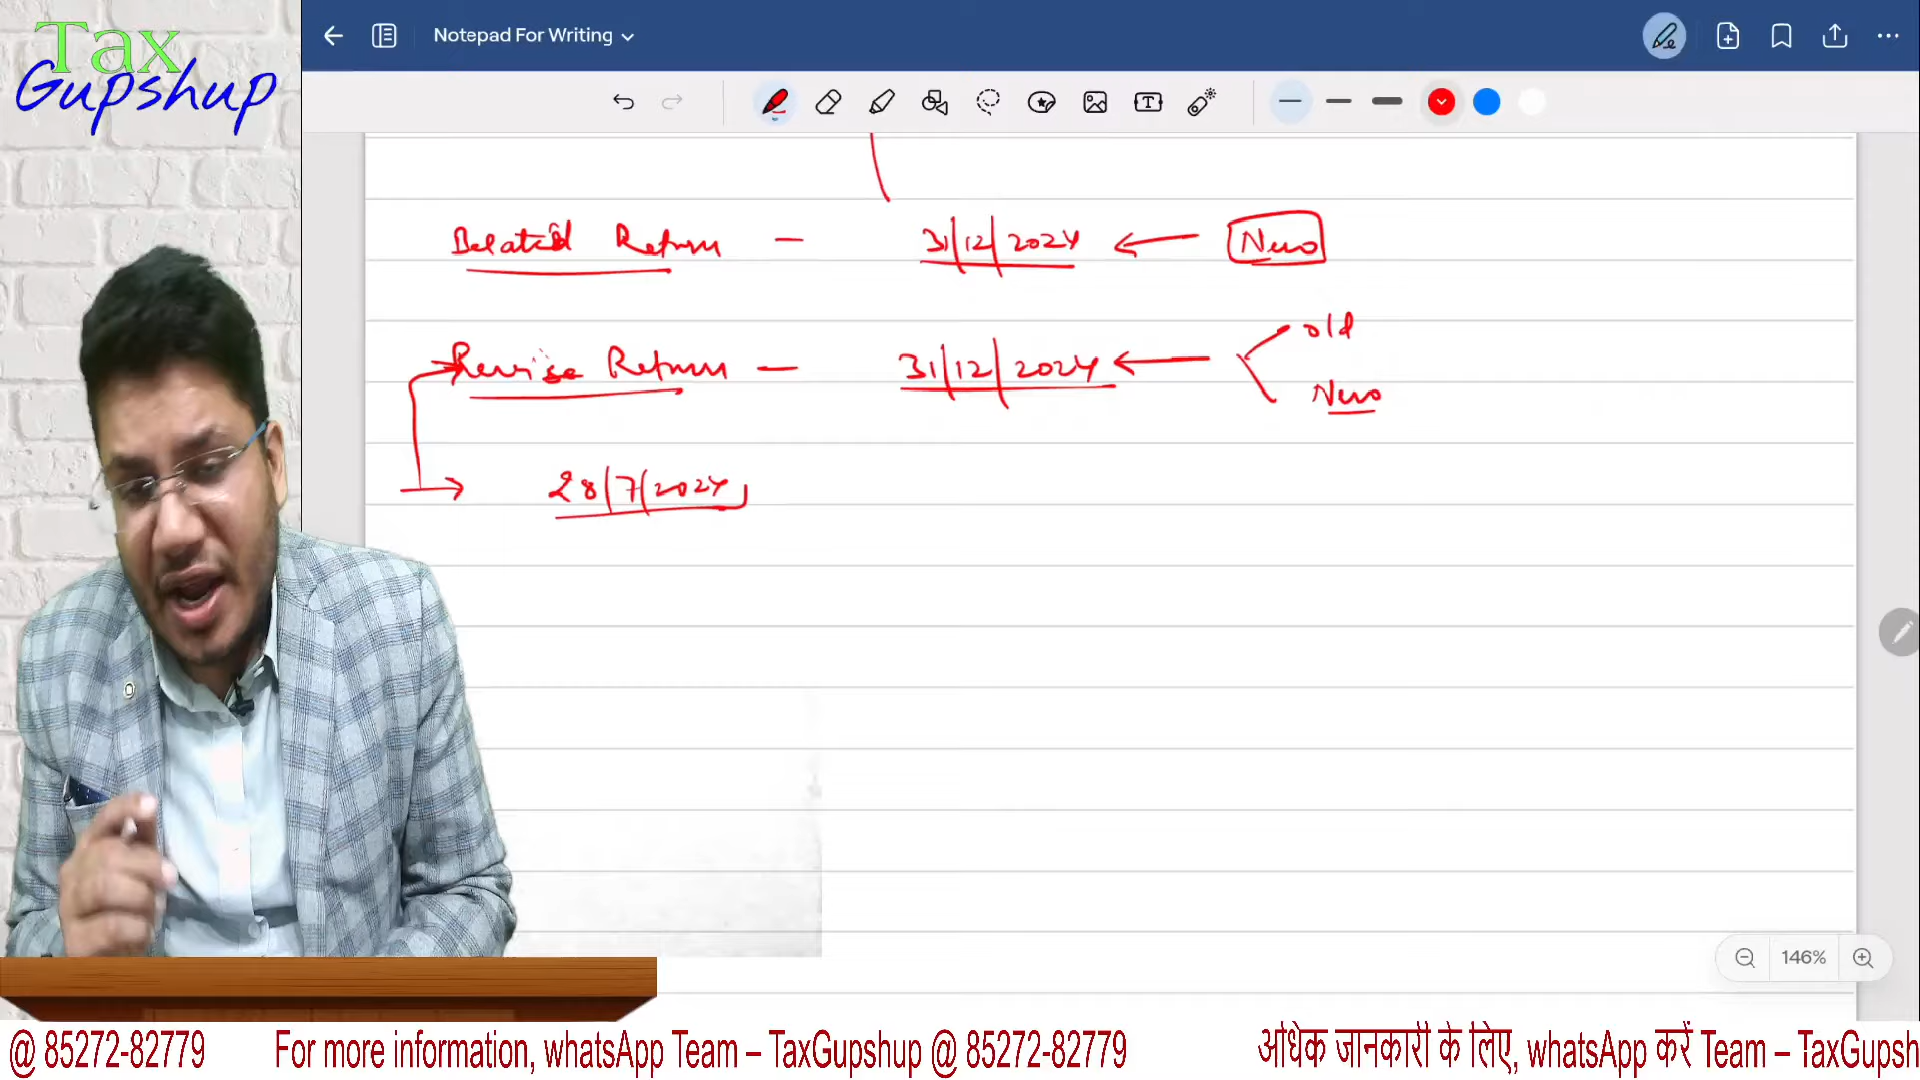 Tax
Gupshup
Notepad For Writing
Belated Return - 31/12/2024 ← New
Revise Return - 31/12/2024 ← old
New
→ 28/7/2024
146%
@ 85272-82779 For more information, whatsApp Team – TaxGupshup @ 85272-82779 अधिक जानकारी के लिए, whatsApp करें Team – TaxGupsh